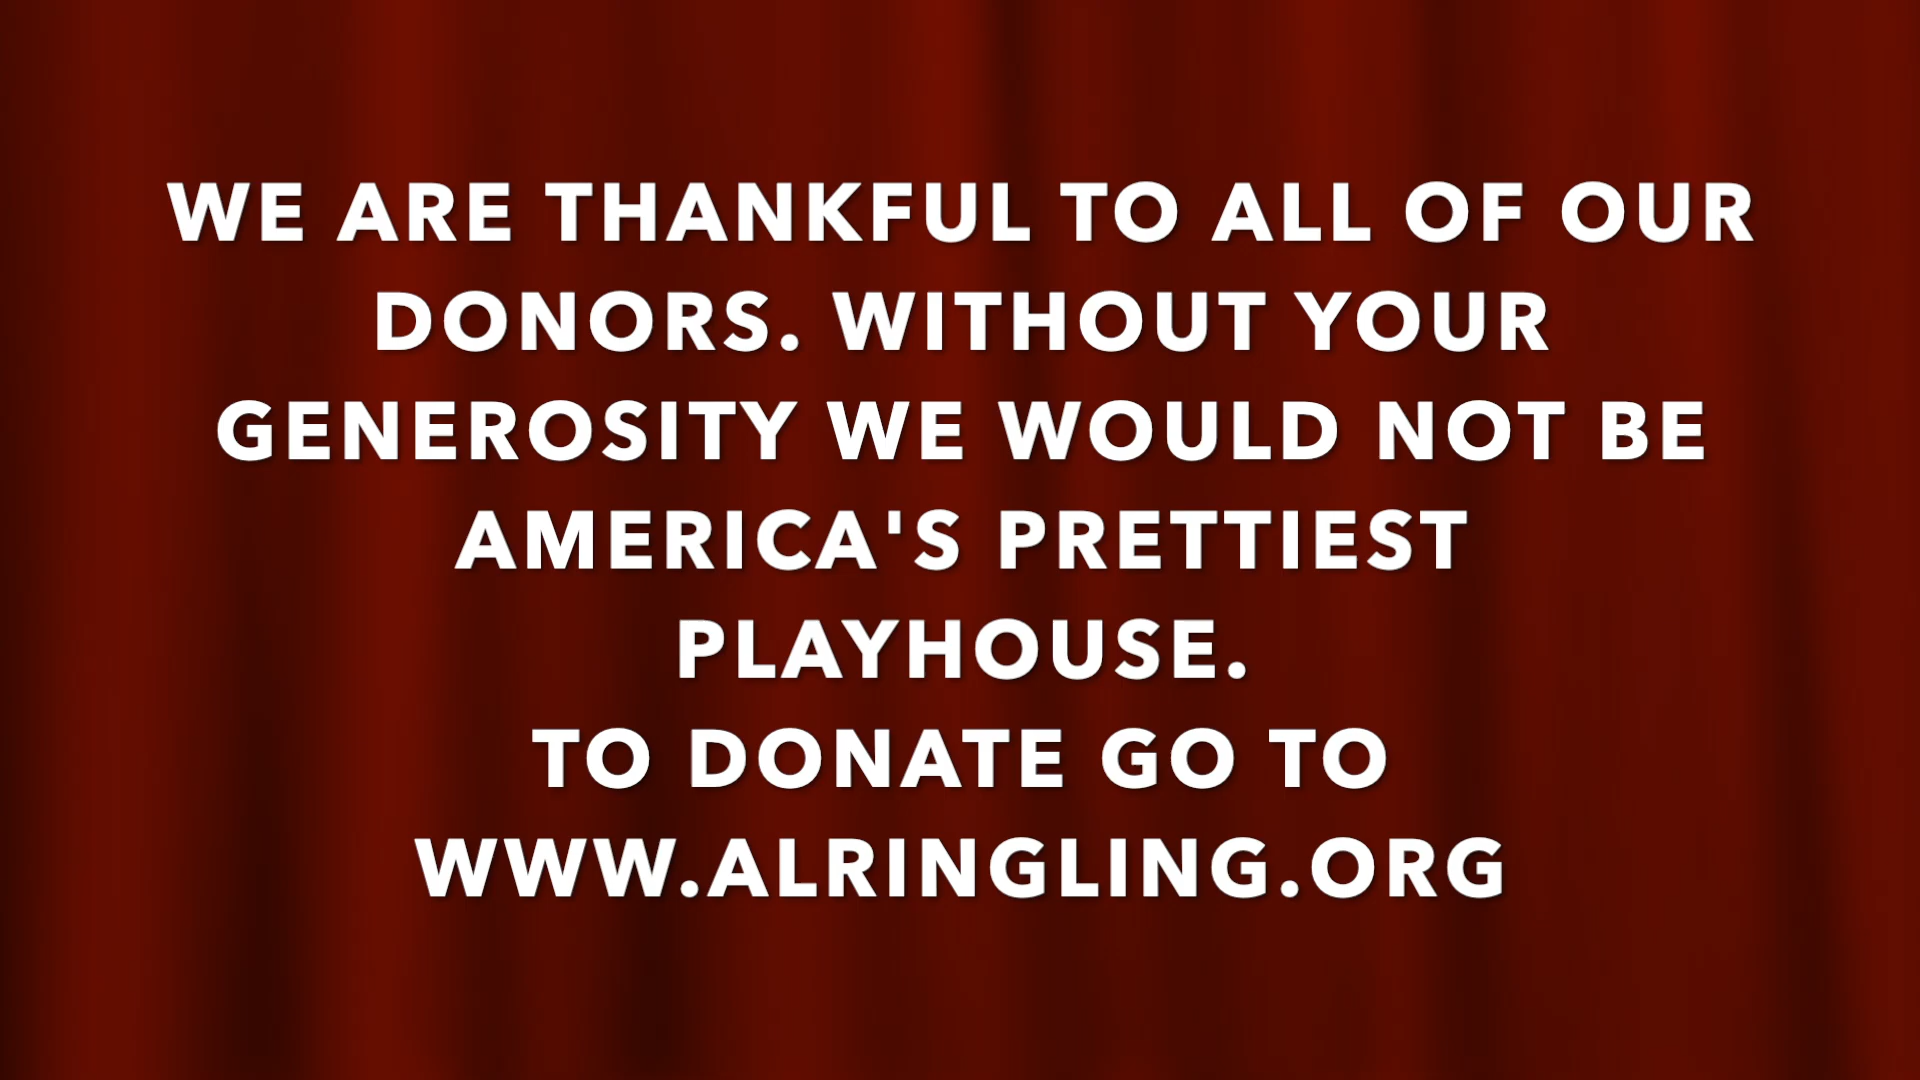 WE ARE THANKFUL TO ALL OF OUR
DONORS. WITHOUT YOUR
GENEROSITY WE WOULD NOT BE
AMERICA'S PRETTIEST
PLAYHOUSE.
TO DONATE GO TO
WWW.ALRINGLING.ORG